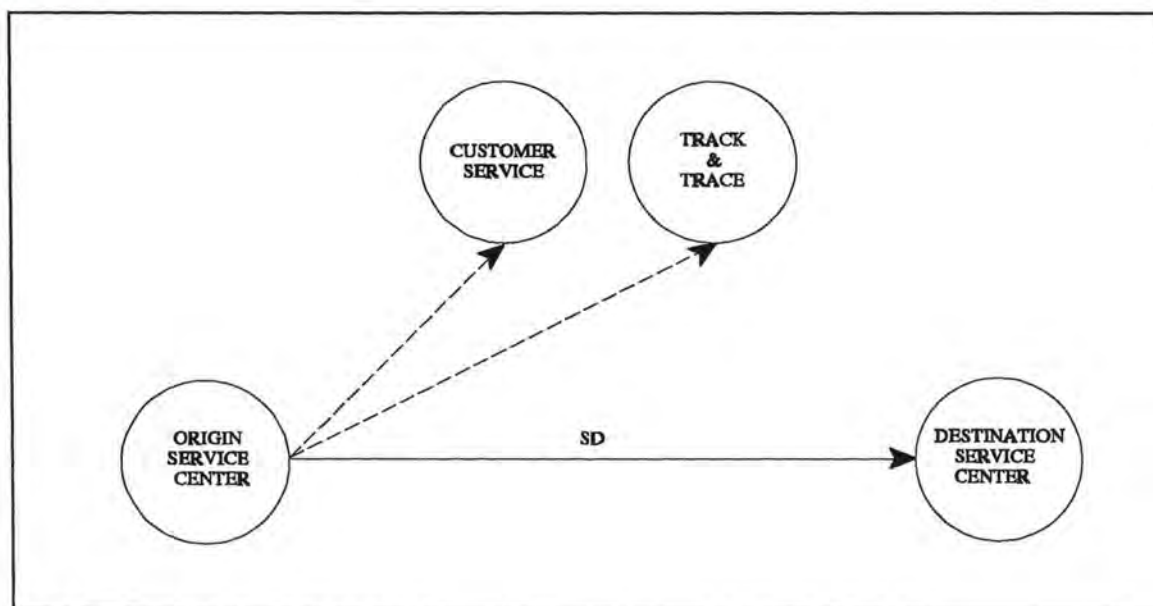 CUSTOMER
SERVICE
TRACK
&
TRACE
ORIGIN
SERVICE
CENTER
SD
DESTINATION
SERVICE
CENTER